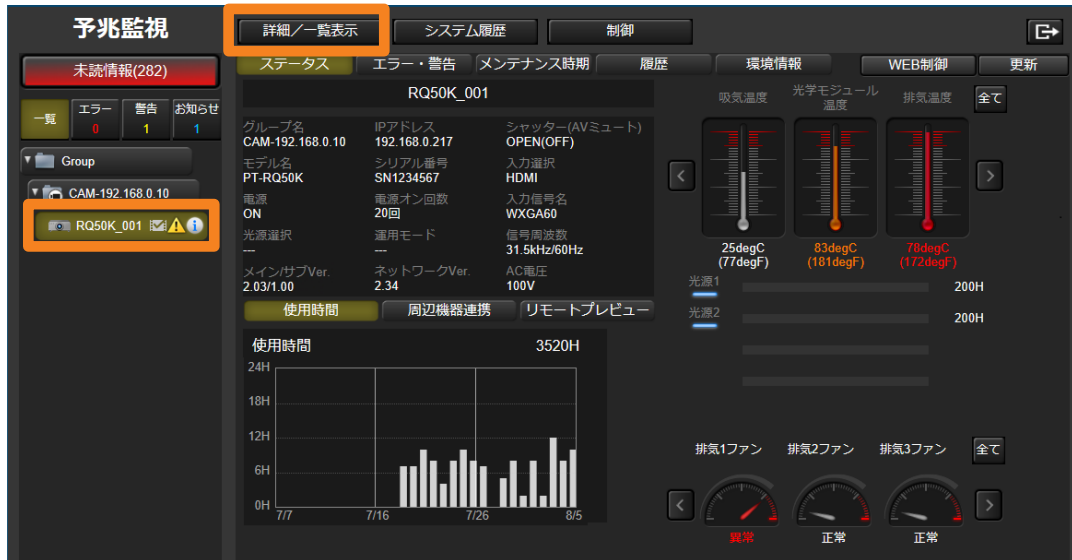 予兆監視
詳細／一覧表示 システム履歴 制御
未読情報(282)
一覧 エラー 0 警告 1 お知らせ 1
Group
CAM-192.168.0.10
RQ50K_001
ステータス エラー・警告 メンテナンス時期 履歴 環境情報 WEB制御 更新
RQ50K_001
グループ名 IPアドレス シャッター(AVミュート)
CAM-192.168.0.10 192.168.0.217 OPEN(OFF)
モデル名 シリアル番号 入力選択
PT-RQ50K SN1234567 HDMI
電源 電源オン回数 入力信号名
ON 20回 WXGA60
光源選択 運用モード 信号周波数
--- --- 31.5kHz/60Hz
メイン/サブVer. ネットワークVer. AC電圧
2.03/1.00 2.34 100V
使用時間 周辺機器連携 リモートプレビュー
使用時間 3520H
24H
18H
12H
6H
0H
7/7 7/16 7/26 8/5
吸気温度 光学モジュール温度 排気温度 全て
25degC 83degC 78degC
(77degF) (181degF) (172degF)
光源1 200H
光源2 200H
排気1ファン 排気2ファン 排気3ファン 全て
異常 正常 正常